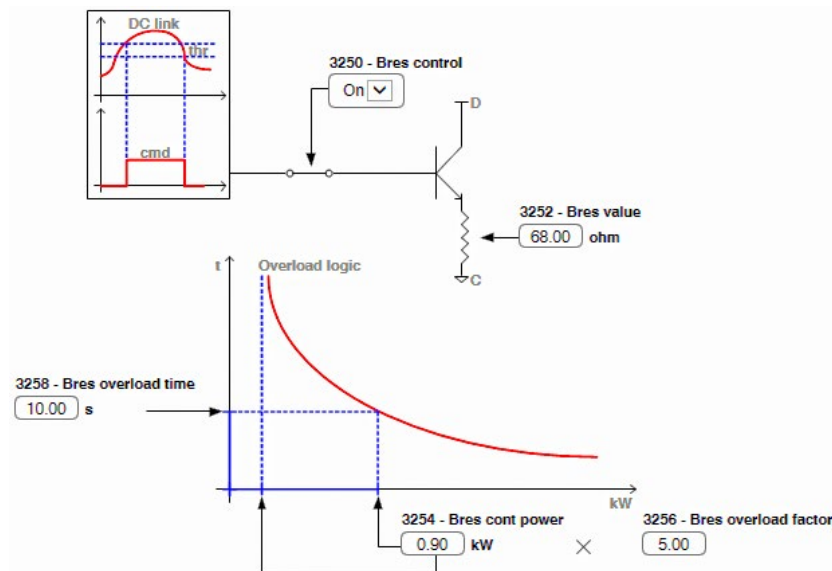 DC link
thr
cmd
3250 - Bres control
On
D
3252 - Bres value
68.00 ohm
C
t Overload logic
3258 - Bres overload time
10.00 s
kW
3254 - Bres cont power
0.90 kW
3256 - Bres overload factor
5.00